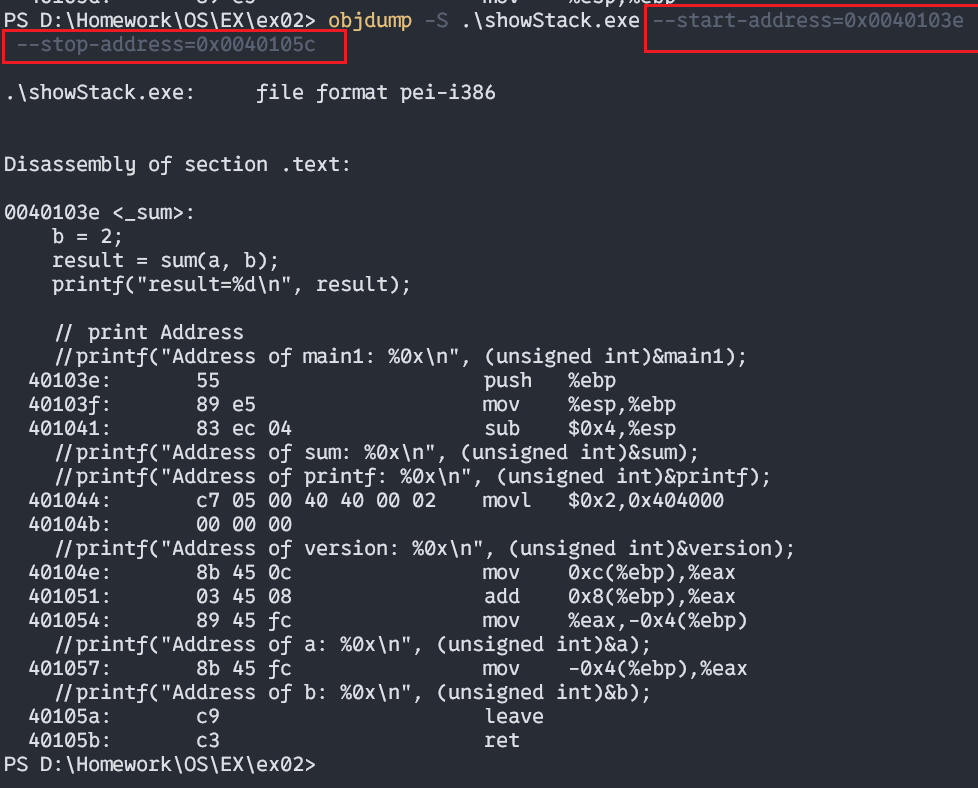 PS D:\Homework\OS\EX\ex02> objdump -S .\showStack.exe --start-address=0x0040103e
--stop-address=0x0040105c
.\showStack.exe:     file format pei-i386
Disassembly of section .text:
0040103e <_sum>:
    b = 2;
    result = sum(a, b);
    printf("result=%d\n", result);
    // print Address
    //printf("Address of main1: %0x\n", (unsigned int)&main1);
  40103e:       55                      push   %ebp
  40103f:       89 e5                   mov    %esp,%ebp
  401041:       83 ec 04                sub    $0x4,%esp
    //printf("Address of sum: %0x\n", (unsigned int)&sum);
    //printf("Address of printf: %0x\n", (unsigned int)&printf);
  401044:       c7 05 00 40 40 00 02    movl   $0x2,0x404000
  40104b:       00 00 00
    //printf("Address of version: %0x\n", (unsigned int)&version);
  40104e:       8b 45 0c                mov    0xc(%ebp),%eax
  401051:       03 45 08                add    0x8(%ebp),%eax
  401054:       89 45 fc                mov    %eax,-0x4(%ebp)
    //printf("Address of a: %0x\n", (unsigned int)&a);
  401057:       8b 45 fc                mov    -0x4(%ebp),%eax
    //printf("Address of b: %0x\n", (unsigned int)&b);
  40105a:       c9                      leave
  40105b:       c3                      ret
PS D:\Homework\OS\EX\ex02>